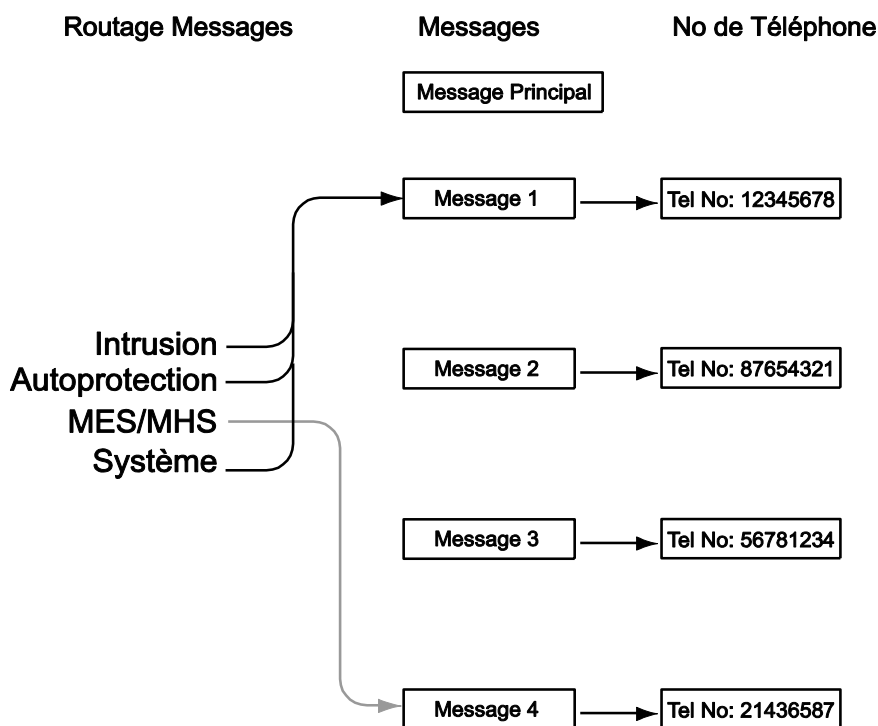 Routage Messages Messages No de Téléphone
Message Principal
Message 1 Tel No: 12345678
Intrusion
Message 2 Tel No: 87654321
Autoprotection
MES/MHS
Système
Message 3 Tel No: 56781234
Message 4 Tel No: 21436587